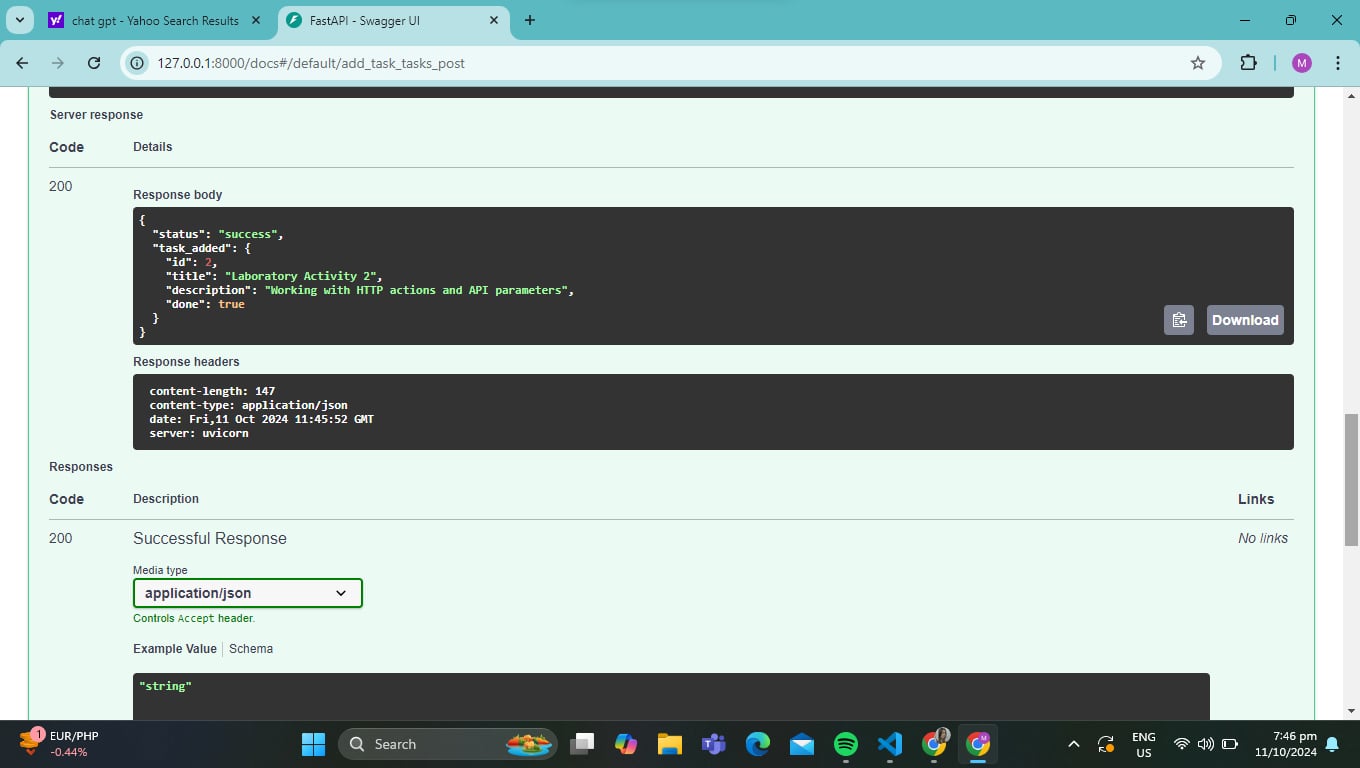 chat gpt - Yahoo Search Results
FastAPI - Swagger UI
127.0.0.1:8000/docs#/default/add_task_tasks_post
M
Server response
Code Details
200
Response body
{
  "status": "success",
  "task_added": {
    "id": 2,
    "title": "Laboratory Activity 2",
    "description": "Working with HTTP actions and API parameters",
    "done": true
  }
}
Download
Response headers
content-length: 147
content-type: application/json
date: Fri,11 Oct 2024 11:45:52 GMT
server: uvicorn
Responses
Code Description Links
200 Successful Response No links
Media type
application/json
Controls Accept header.
Example Value Schema
"string"
1
EUR/PHP
-0.44%
Search
ENG
US
7:46 pm
11/10/2024